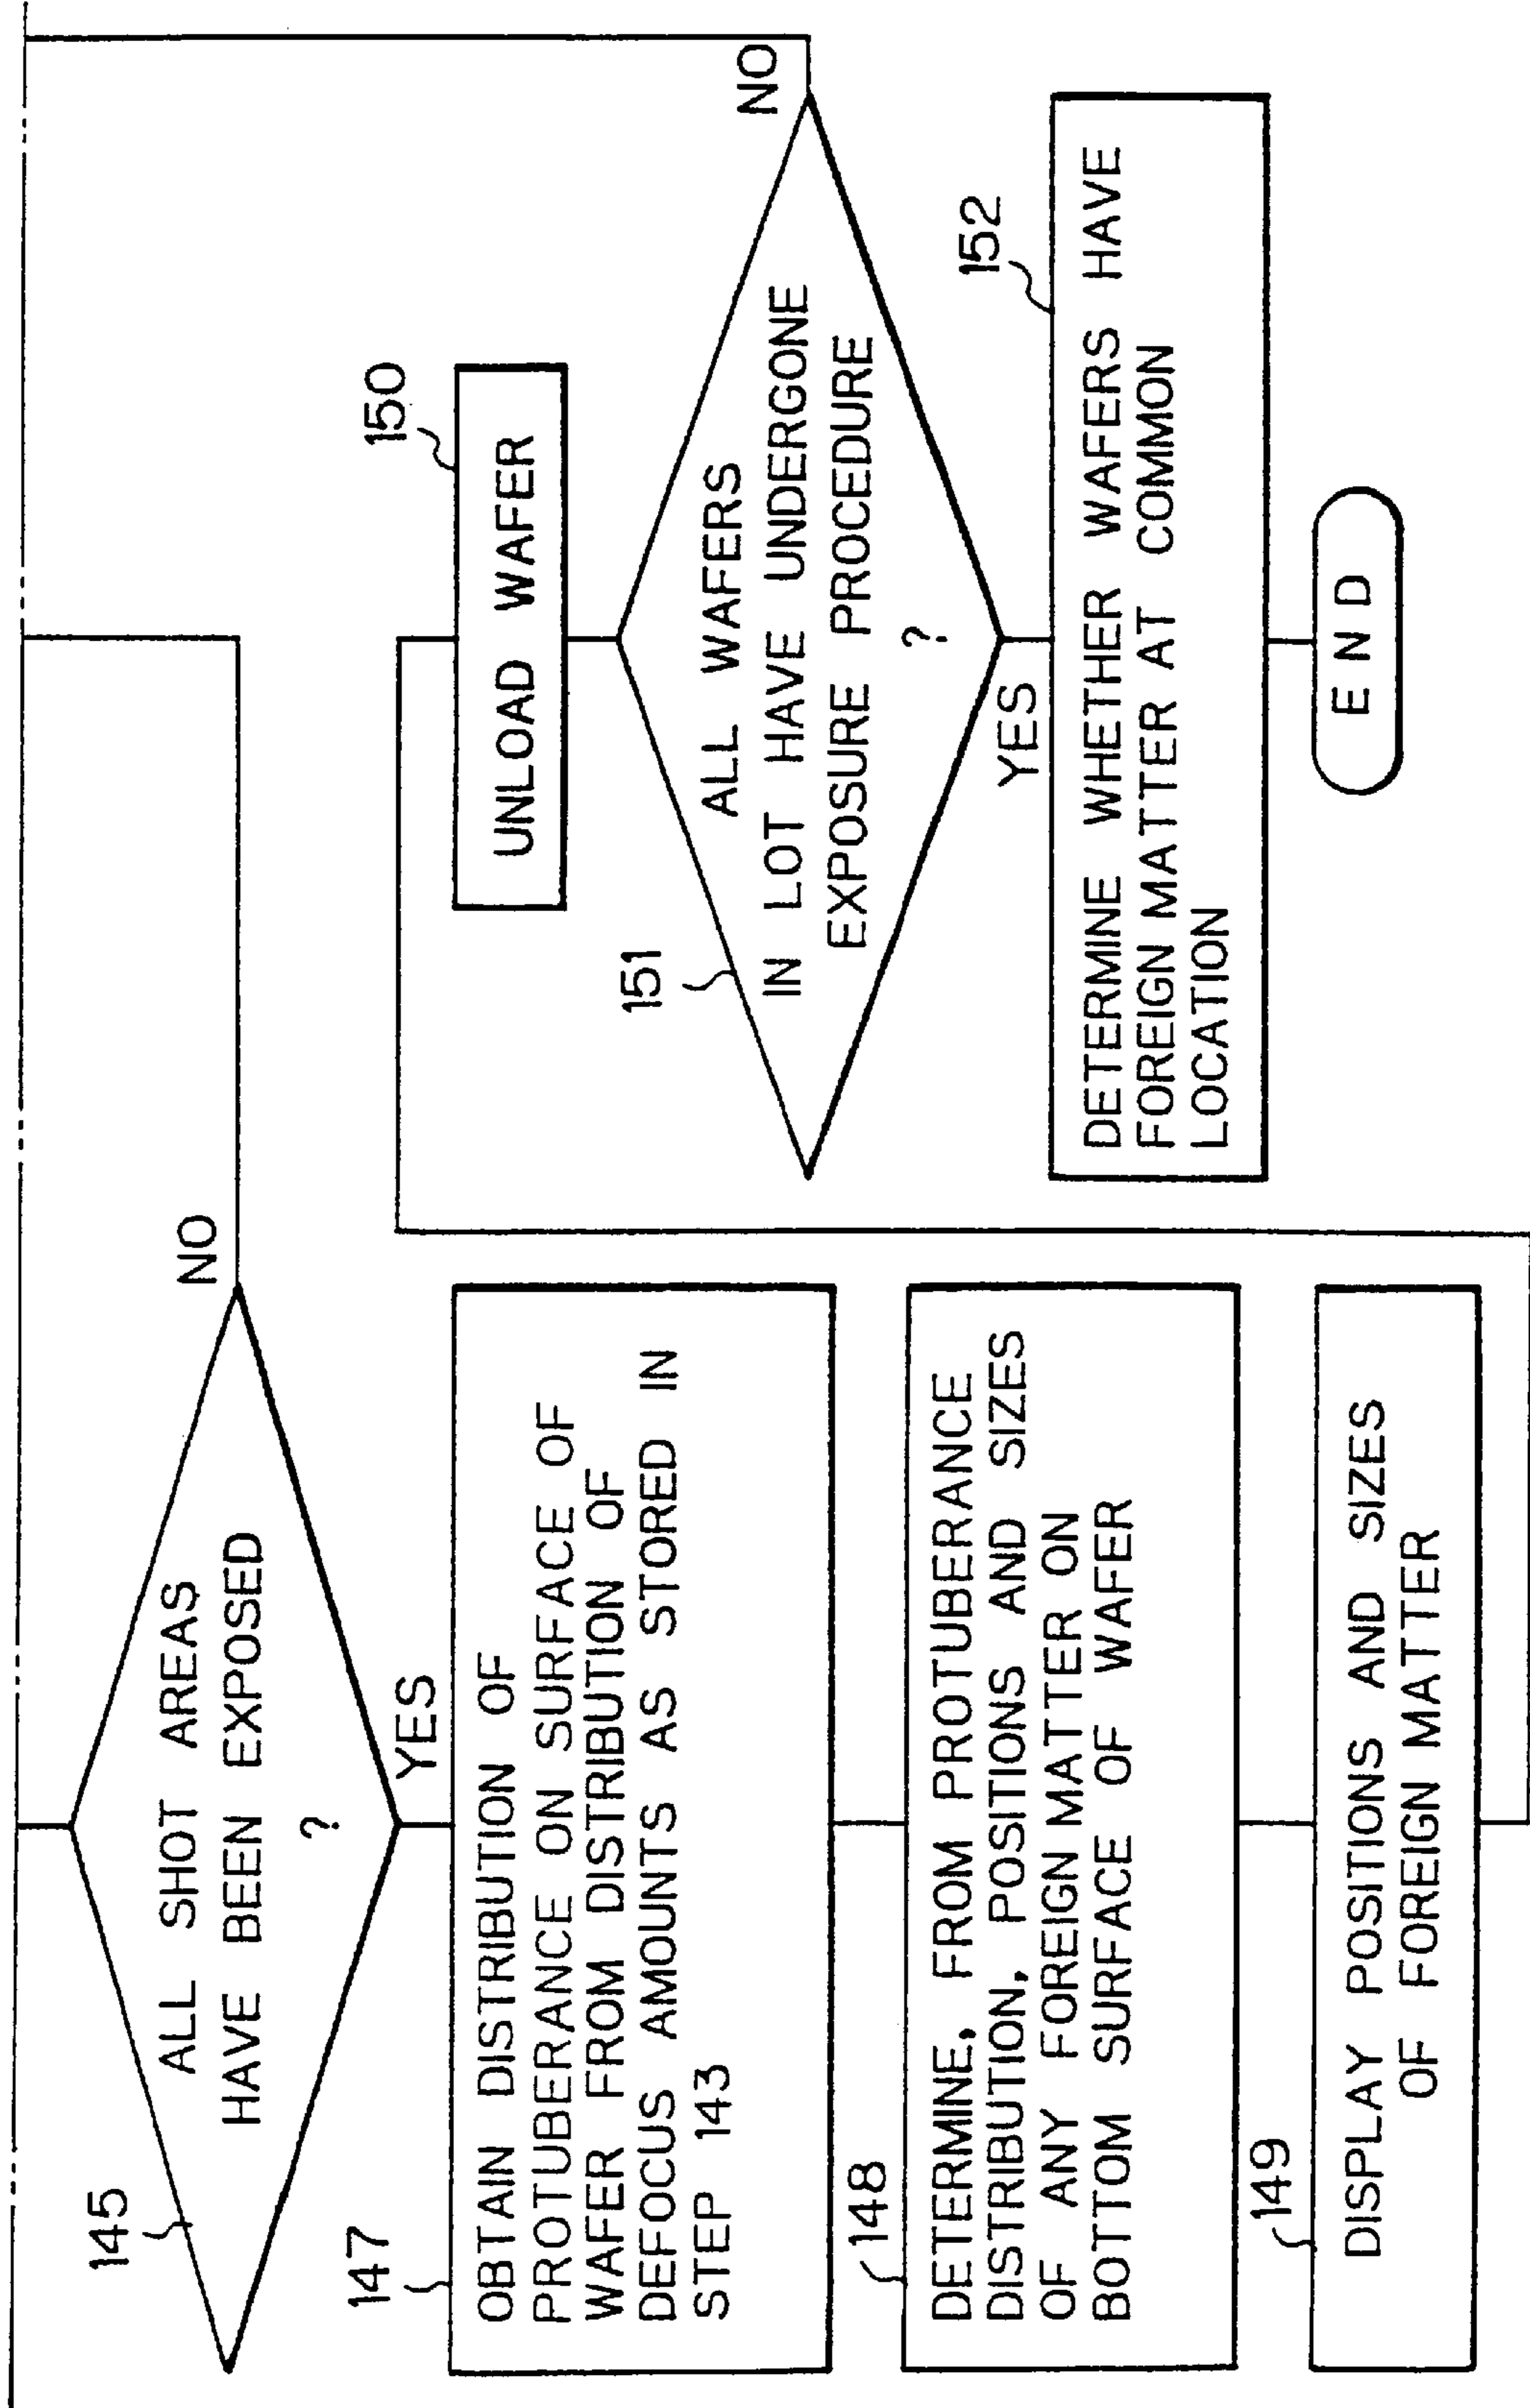 145
ALL SHOT AREAS
HAVE BEEN EXPOSED
?
NO
YES
147
OBTAIN DISTRIBUTION OF
PROTUBERANCE ON SURFACE OF
WAFER FROM DISTRIBUTION OF
DEFOCUS AMOUNTS AS STORED IN
STEP 143
148
DETERMINE, FROM PROTUBERANCE
DISTRIBUTION, POSITIONS AND SIZES
OF ANY FOREIGN MATTER ON
BOTTOM SURFACE OF WAFER
149
DISPLAY POSITIONS AND SIZES
OF FOREIGN MATTER
150
UNLOAD WAFER
151
ALL WAFERS
IN LOT HAVE UNDERGONE
EXPOSURE PROCEDURE
?
NO
YES
152
DETERMINE WHETHER WAFERS HAVE
FOREIGN MATTER AT COMMON
LOCATION
END